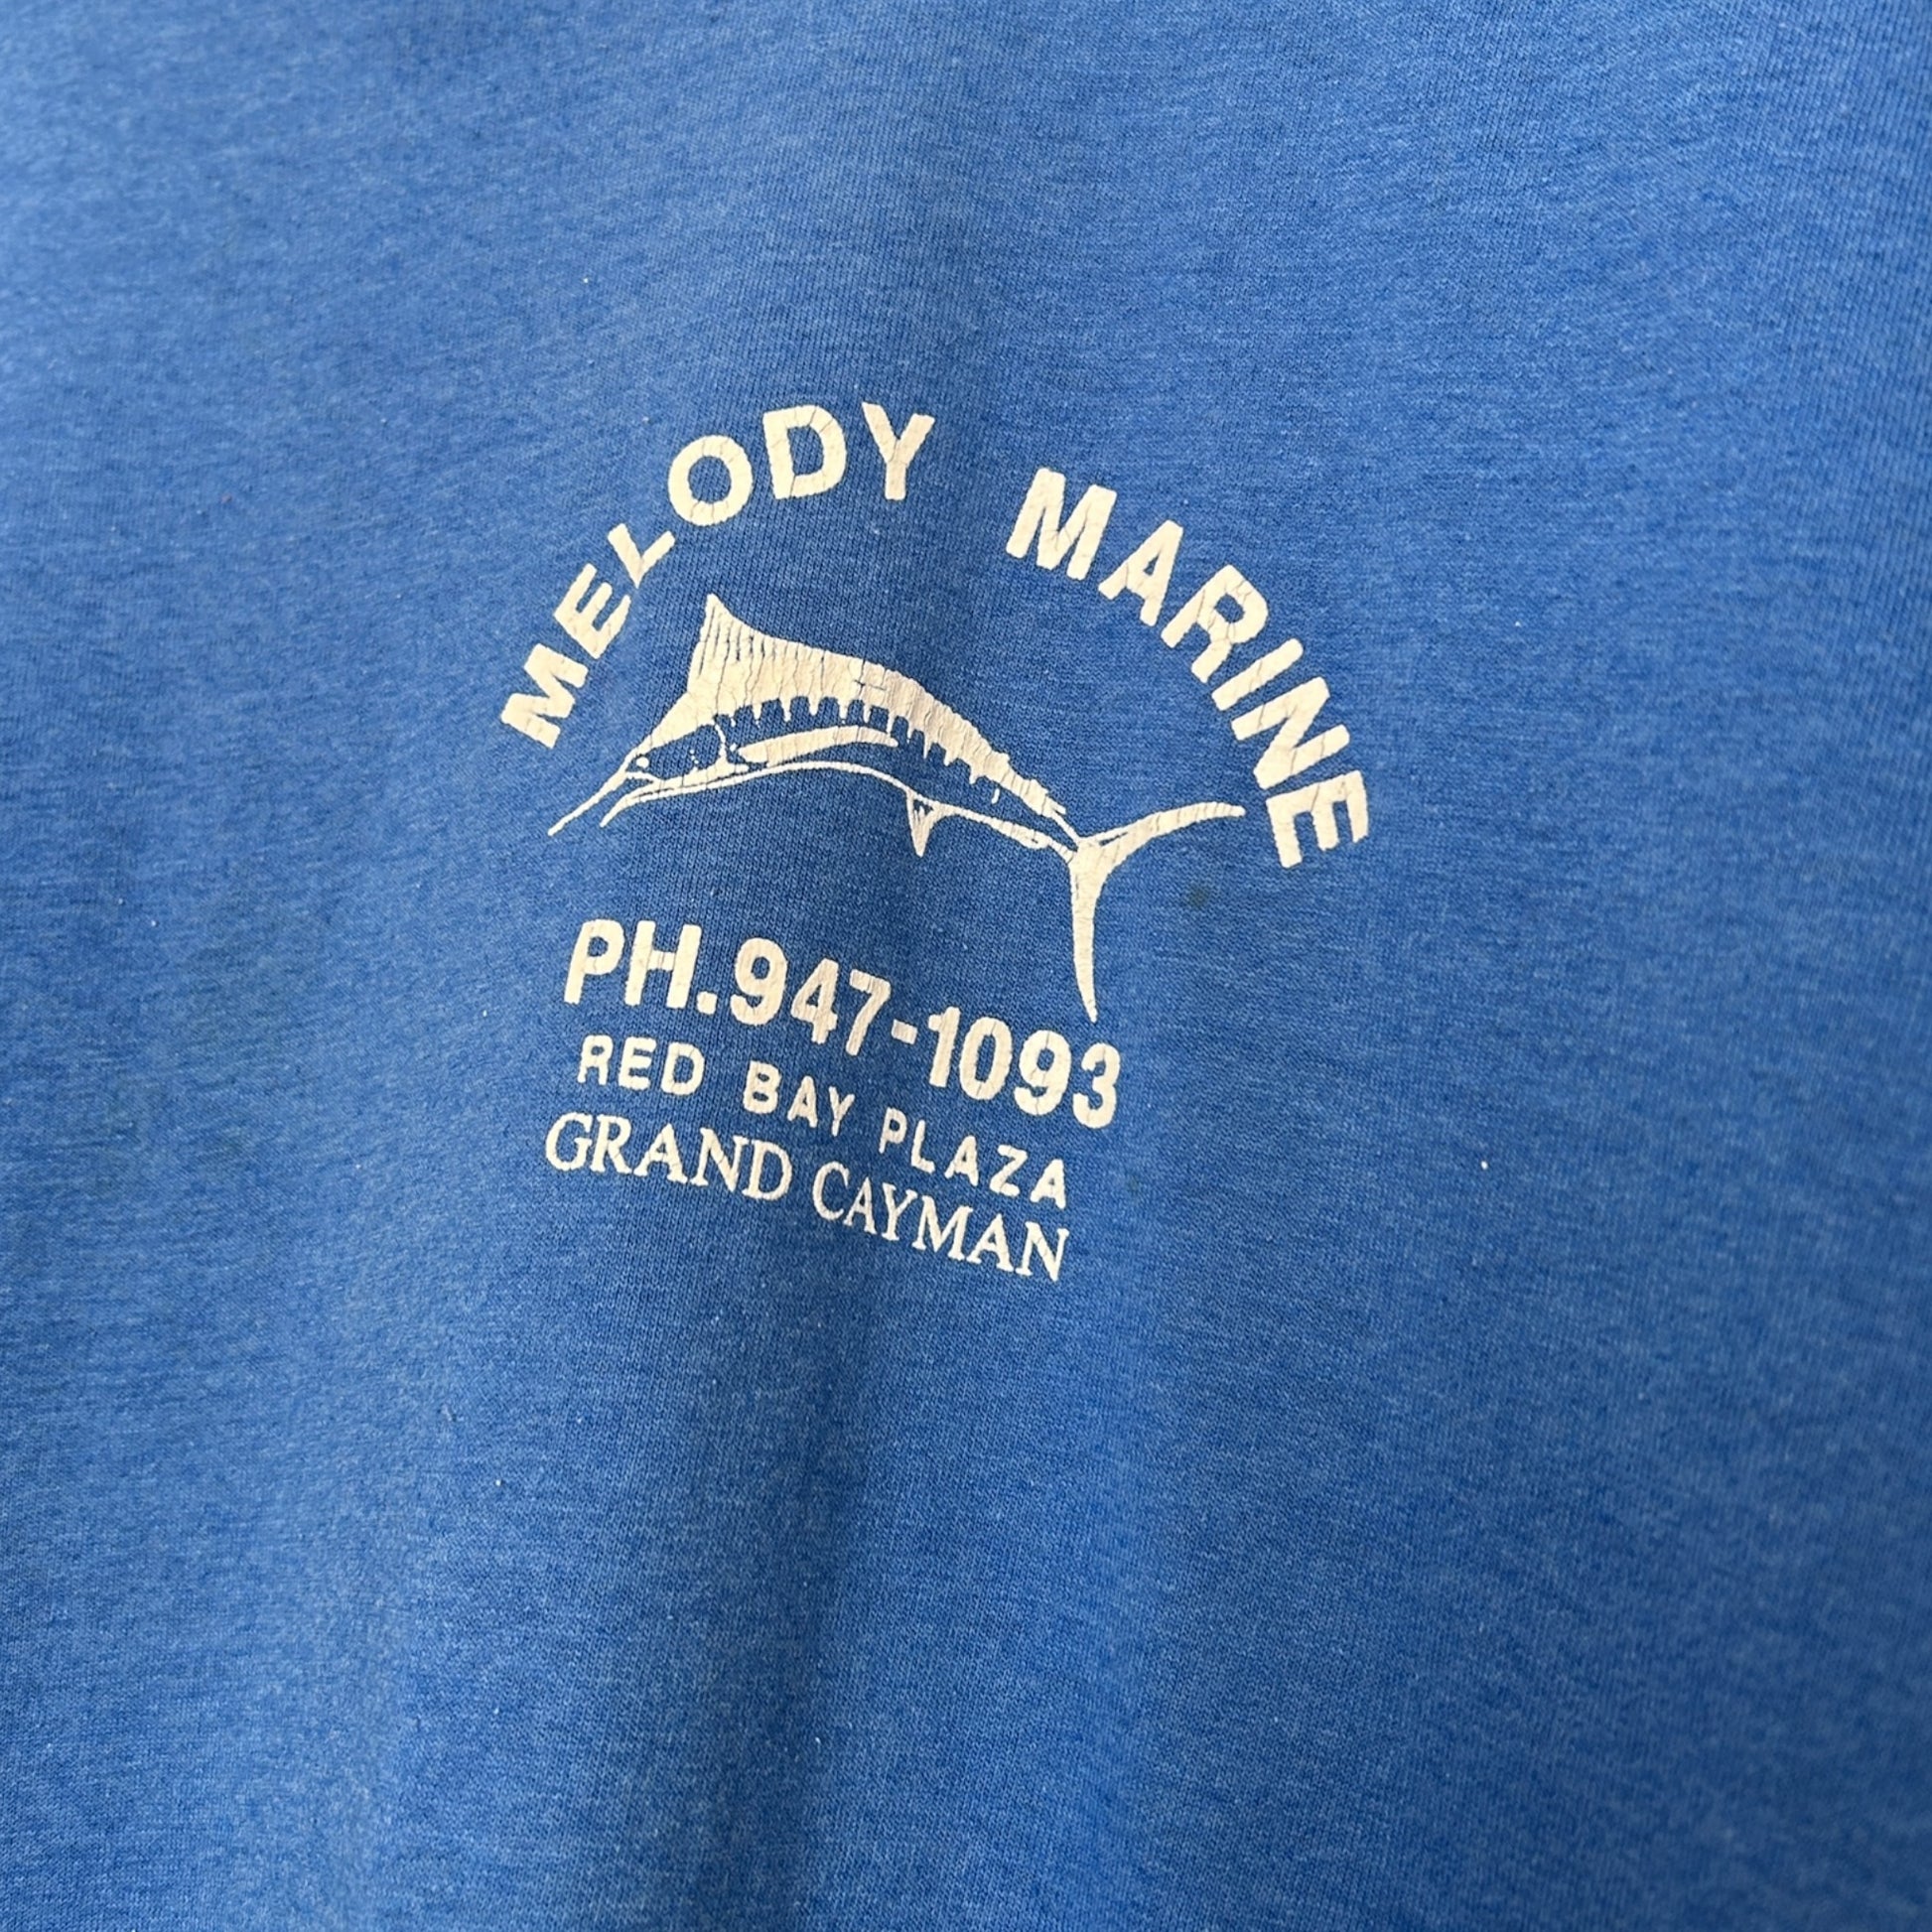 MELODY MARINE
PH.947-1093
RED BAY PLAZA
GRAND CAYMAN